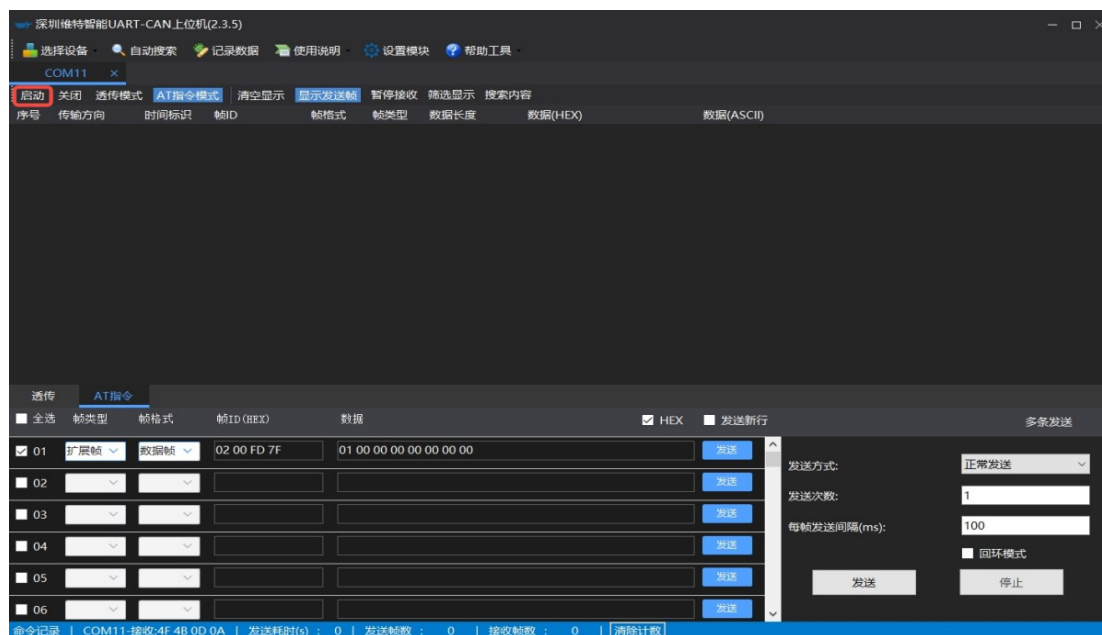 深圳维特智能UART-CAN上位机(2.3.5)
选择设备 自动搜索 记录数据 使用说明 设置模块 帮助工具
COM11 ×
启动 关闭 透传模式 AT指令模式 清空显示 显示发送帧 暂停接收 筛选显示 搜索内容
序号 传输方向 时间标识 帧ID 帧格式 帧类型 数据长度 数据(HEX) 数据(ASCII)
透传 AT指令
全选 帧类型 帧格式 帧ID(HEX) 数据 HEX 发送新行 多条发送
01 扩展帧 数据帧 02 00 FD 7F 01 00 00 00 00 00 00 00 发送
02 发送
03 发送
04 发送
05 发送
06 发送
发送方式: 正常发送
发送次数: 1
每帧发送间隔(ms): 100
回环模式
发送 停止
命令记录 | COM11-接收:4F 4B 0D 0A | 发送耗时(s) : 0 | 发送帧数 : 0 | 接收帧数 : 0 | 清除计数